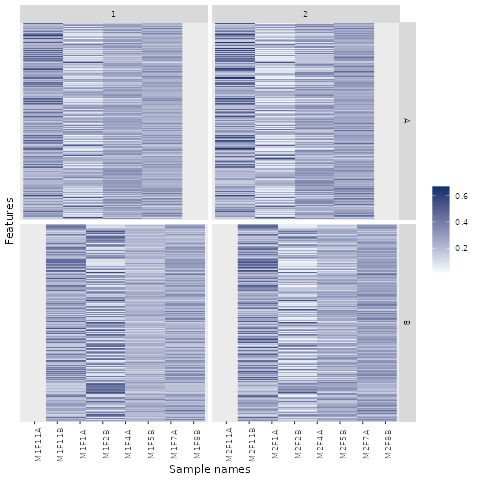 1
2
Features
A
B
0.6
0.4
0.2
M1F11A
M1F11B
M1F1A
M1F2B
M1F4A
M1F5B
M1F7A
M1F8B
M2F11A
M2F11B
M2F1A
M2F2B
M2F4A
M2F5B
M2F7A
M2F8B
Sample names